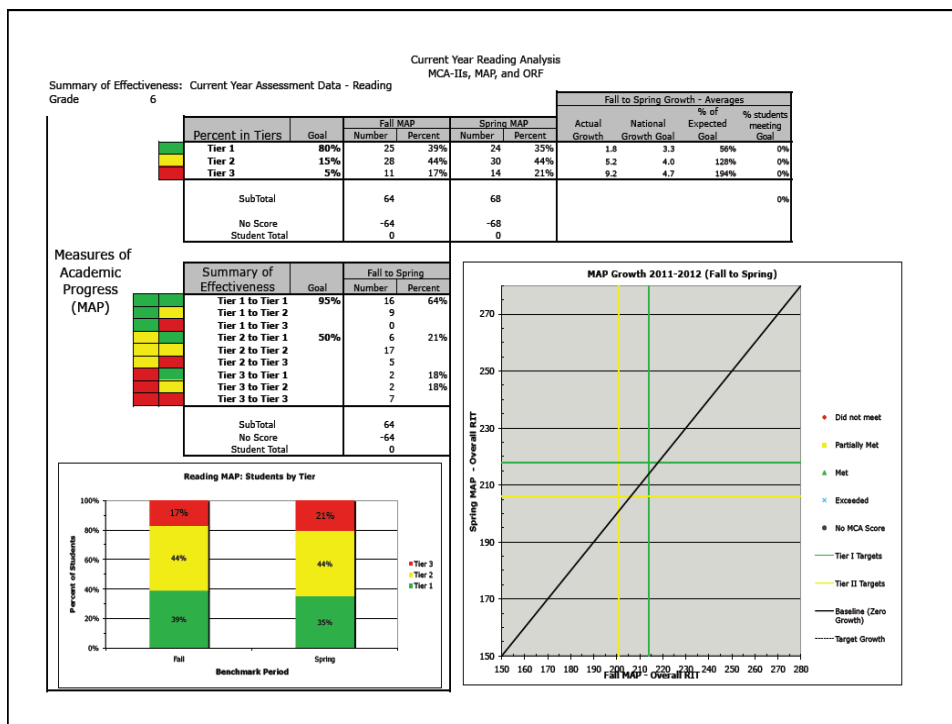 Current Year Reading Analysis
MCA-IIs, MAP, and ORF
Summary of Effectiveness: Current Year Assessment Data - Reading
Grade 6
Fall to Spring Growth - Averages
Fall MAP Spring MAP
Percent in Tiers Goal Number Percent Number Percent Actual Growth National Growth Goal % of Expected Goal % students meeting Goal
Tier 1 80% 25 39% 24 35% 1.8 3.3 56% 0%
Tier 2 15% 28 44% 30 44% 5.2 4.0 128% 0%
Tier 3 5% 11 17% 14 21% 9.2 4.7 194% 0%
SubTotal 64 68 0%
No Score -64 -68
Student Total 0 0
Measures of
Academic
Progress
(MAP)
Summary of Effectiveness Goal Fall to Spring
Number Percent
Tier 1 to Tier 1 95% 16 64%
Tier 1 to Tier 2 9
Tier 1 to Tier 3 0
Tier 2 to Tier 1 50% 6 21%
Tier 2 to Tier 2 17
Tier 2 to Tier 3 5
Tier 3 to Tier 1 2 18%
Tier 3 to Tier 2 2 18%
Tier 3 to Tier 3 7
SubTotal 64
No Score -64
Student Total 0
Reading MAP: Students by Tier
Percent of Students
100%
80%
60%
40%
20%
0%
17% 21%
44% 44%
39% 35%
Tier 3
Tier 2
Tier 1
Fall Spring
Benchmark Period
MAP Growth 2011-2012 (Fall to Spring)
Spring MAP - Overall RIT
270
250
230
210
190
170
150
150 160 170 180 190 200 210 220 230 240 250 260 270 280
Fall MAP - Overall RIT
Did not meet
Partially Met
Met
Exceeded
No MCA Score
Tier I Targets
Tier II Targets
Baseline (Zero
Growth)
Target Growth